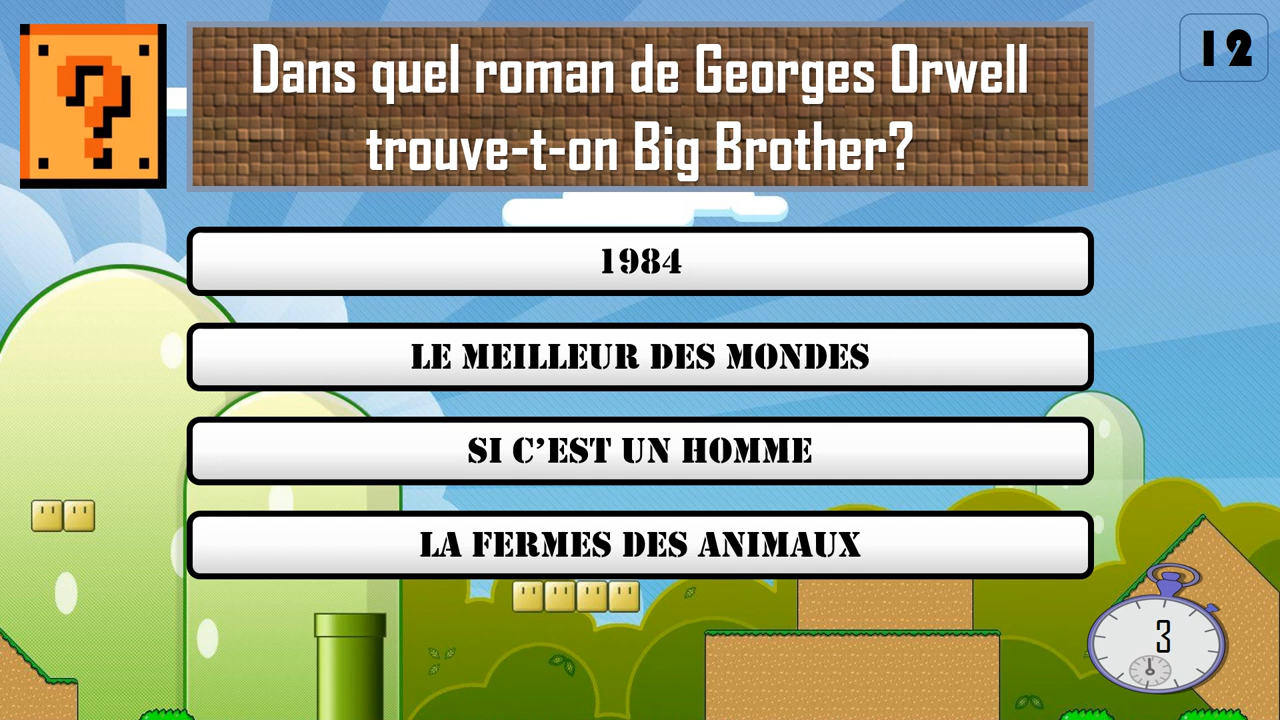 ?
12
Dans quel roman de Georges Orwell
trouve-t-on Big Brother?
1984
LE MEILLEUR DES MONDES
SI C’EST UN HOMME
LA FERMES DES ANIMAUX
3